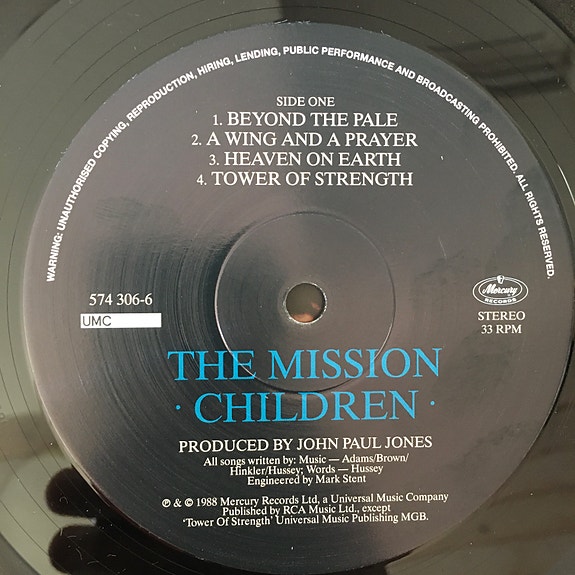 WARNING: UNAUTHORISED COPYING, REPRODUCTION, HIRING, LENDING, PUBLIC PERFORMANCE AND BROADCASTING PROHIBITED. ALL RIGHTS RESERVED.
SIDE ONE
1. BEYOND THE PALE
2. A WING AND A PRAYER
3. HEAVEN ON EARTH
4. TOWER OF STRENGTH
574 306-6
UMC
Mercury
RECORDS
STEREO
33 RPM
THE MISSION
· CHILDREN ·
PRODUCED BY JOHN PAUL JONES
All songs written by: Music — Adams/Brown/
Hinkler/Hussey; Words — Hussey
Engineered by Mark Stent
℗ & © 1988 Mercury Records Ltd, a Universal Music Company
Published by RCA Music Ltd., except
'Tower Of Strength' Universal Music Publishing MGB.